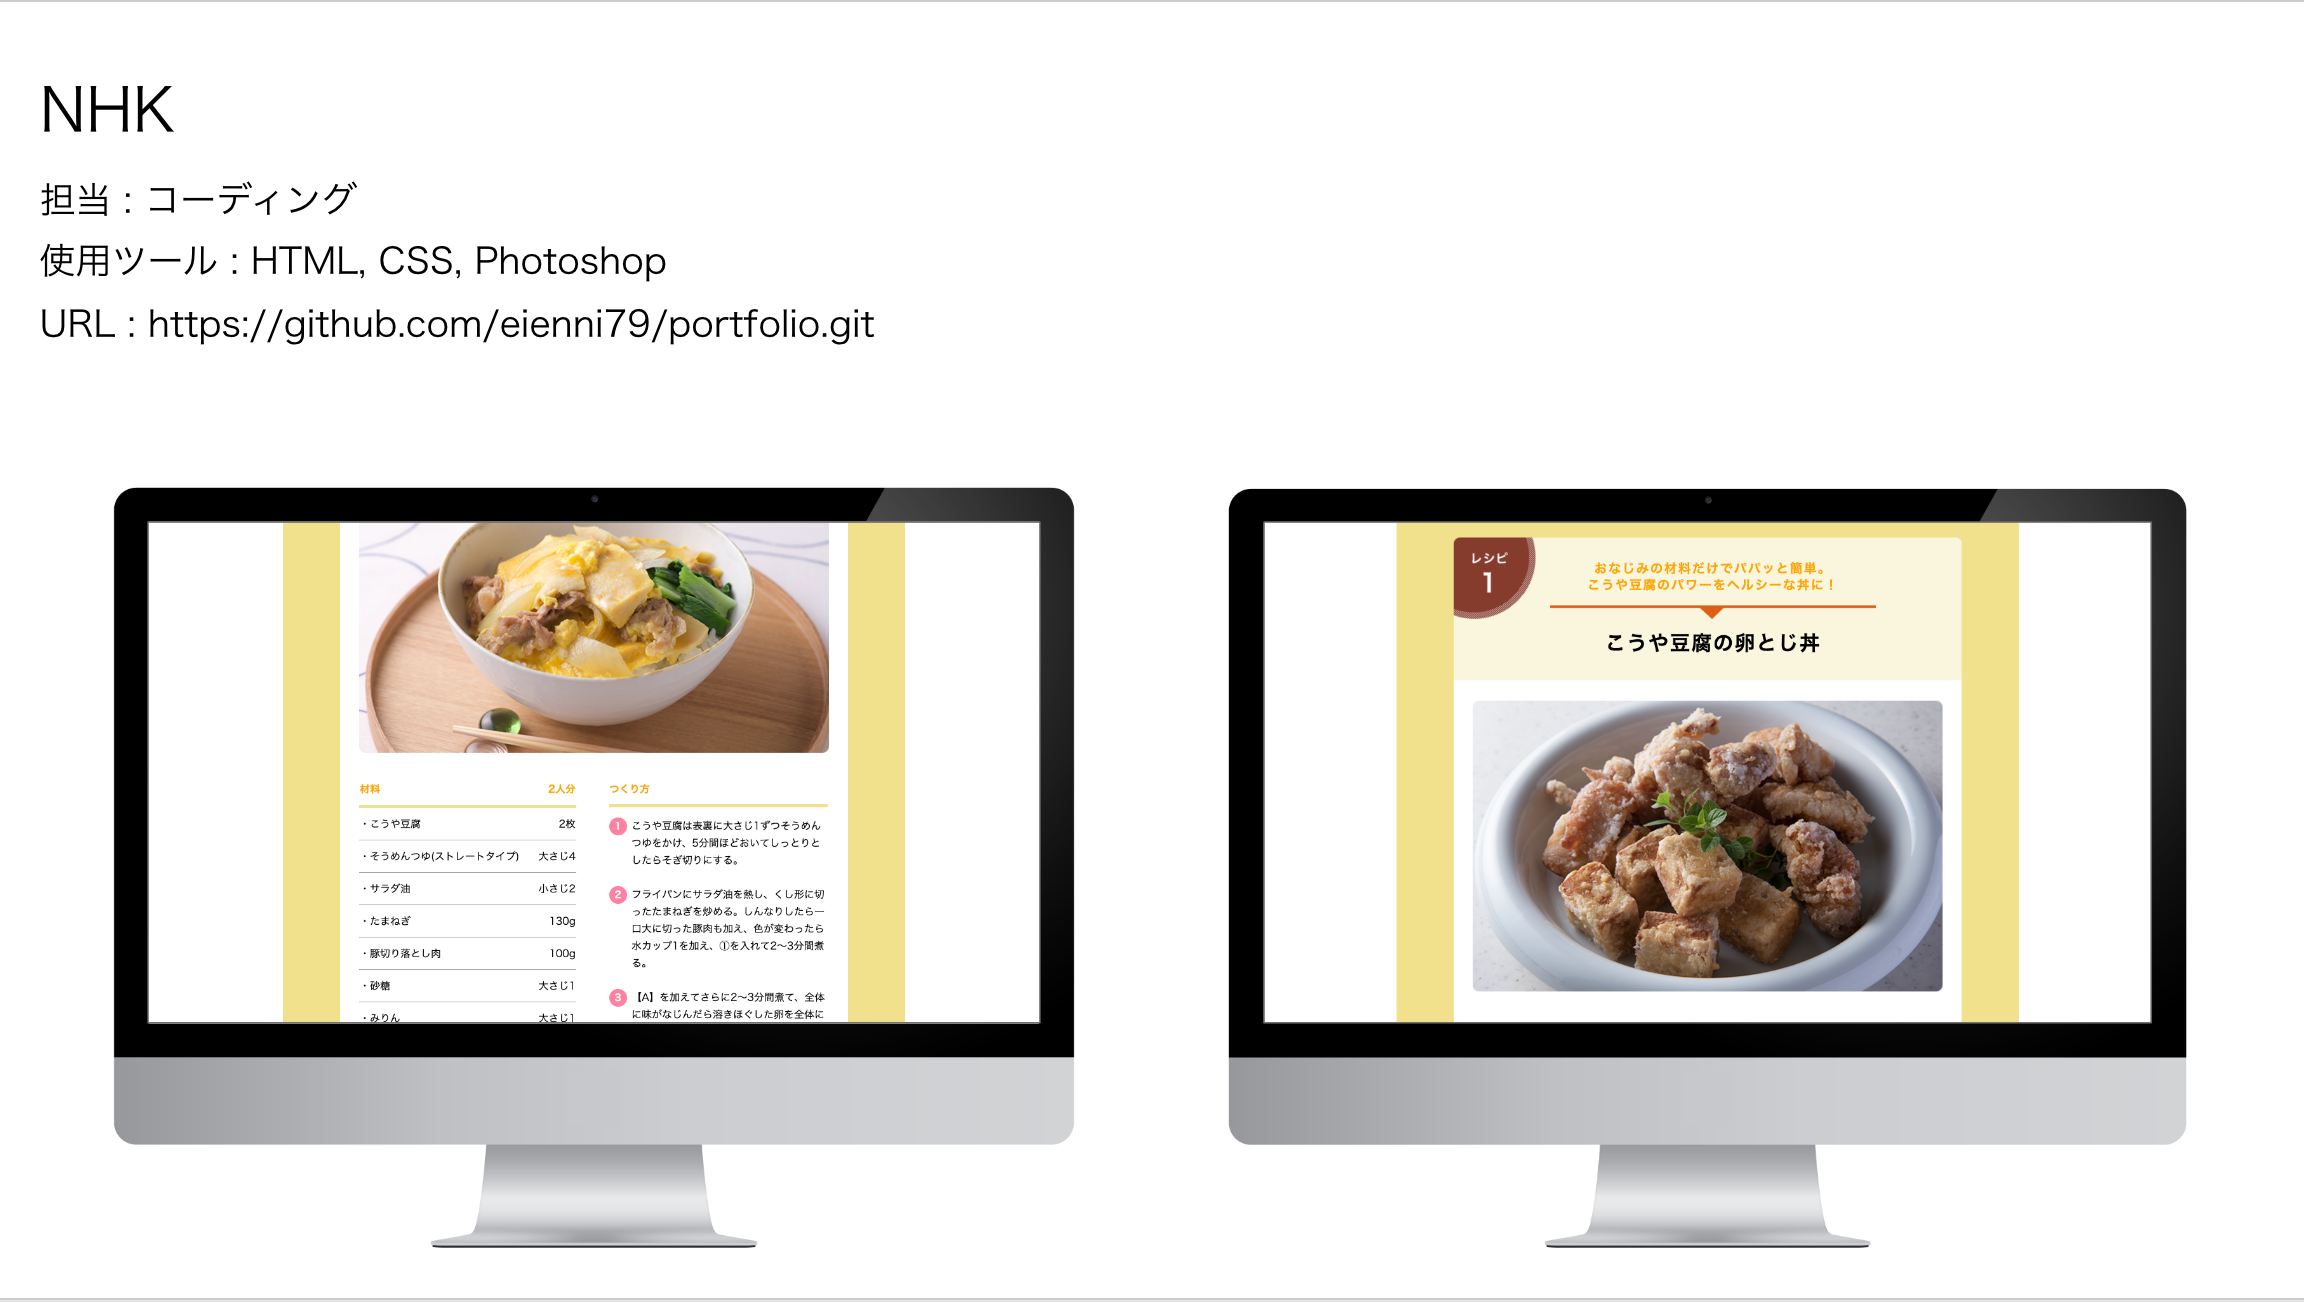 NHK
担当 : コーディング
使用ツール : HTML, CSS, Photoshop
URL : https://github.com/eienni79/portfolio.git
材料 2人分
・こうや豆腐 2枚
・そうめんつゆ(ストレートタイプ) 大さじ4
・サラダ油 小さじ2
・たまねぎ 130g
・豚切り落とし肉 100g
・砂糖 大さじ1
・みりん 大さじ1
つくり方
1 こうや豆腐は表裏に大さじ1ずつそうめん
つゆをかけ、5分間ほどおいてしっとりと
したらそぎ切りにする。
2 フライパンにサラダ油を熱し、くし形に切
ったたまねぎを炒める。しんなりしたら一
口大に切った豚肉も加え、色が変わったら
水カップ1を加え、①を入れて2〜3分間煮
る。
3 【A】を加えてさらに2〜3分間煮て、全体
に味がなじんだら溶きほぐした卵を全体に
レシピ
1
おなじみの材料だけでパパッと簡単。
こうや豆腐のパワーをヘルシーな丼に！
こうや豆腐の卵とじ丼